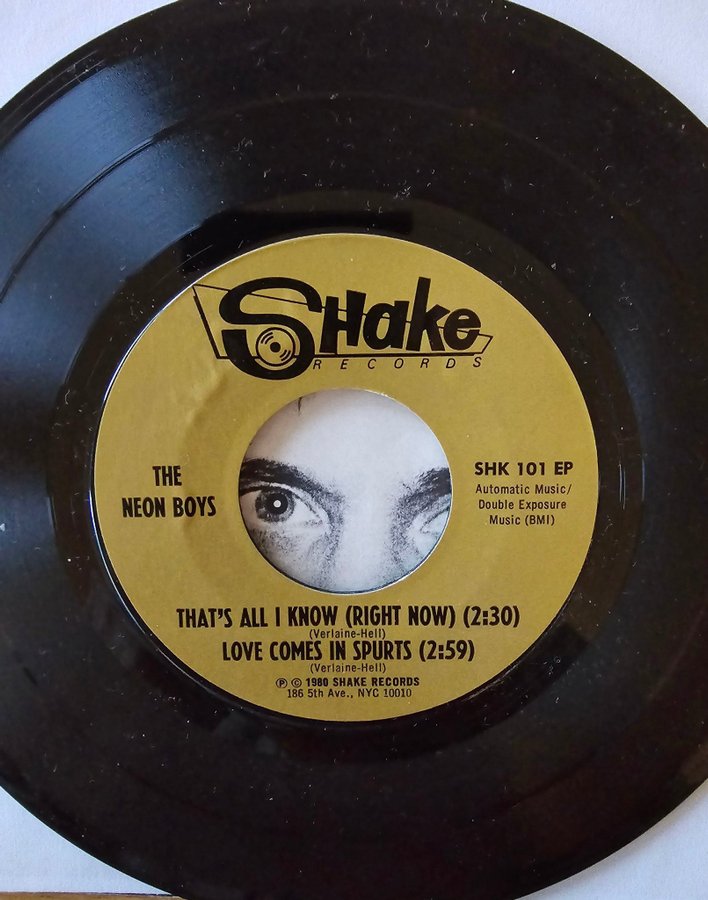 Shake
RECORDS
THE
NEON BOYS
SHK 101 EP
Automatic Music/
Double Exposure
Music (BMI)
THAT'S ALL I KNOW (RIGHT NOW) (2:30)
(Verlaine-Hell)
LOVE COMES IN SPURTS (2:59)
(Verlaine-Hell)
Ⓟ © 1980 SHAKE RECORDS
186 5th Ave., NYC 10010